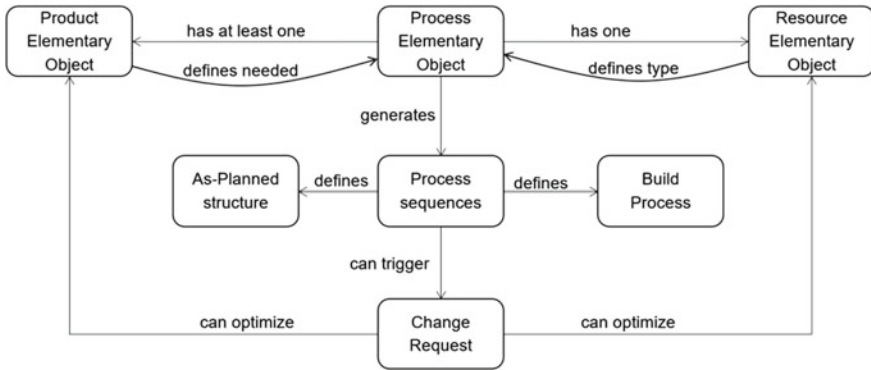 Product
Elementary
Object
has at least one
defines needed
Process
Elementary
Object
has one
defines type
Resource
Elementary
Object
generates
As-Planned
structure
defines
Process
sequences
defines
Build
Process
can trigger
can optimize
Change
Request
can optimize